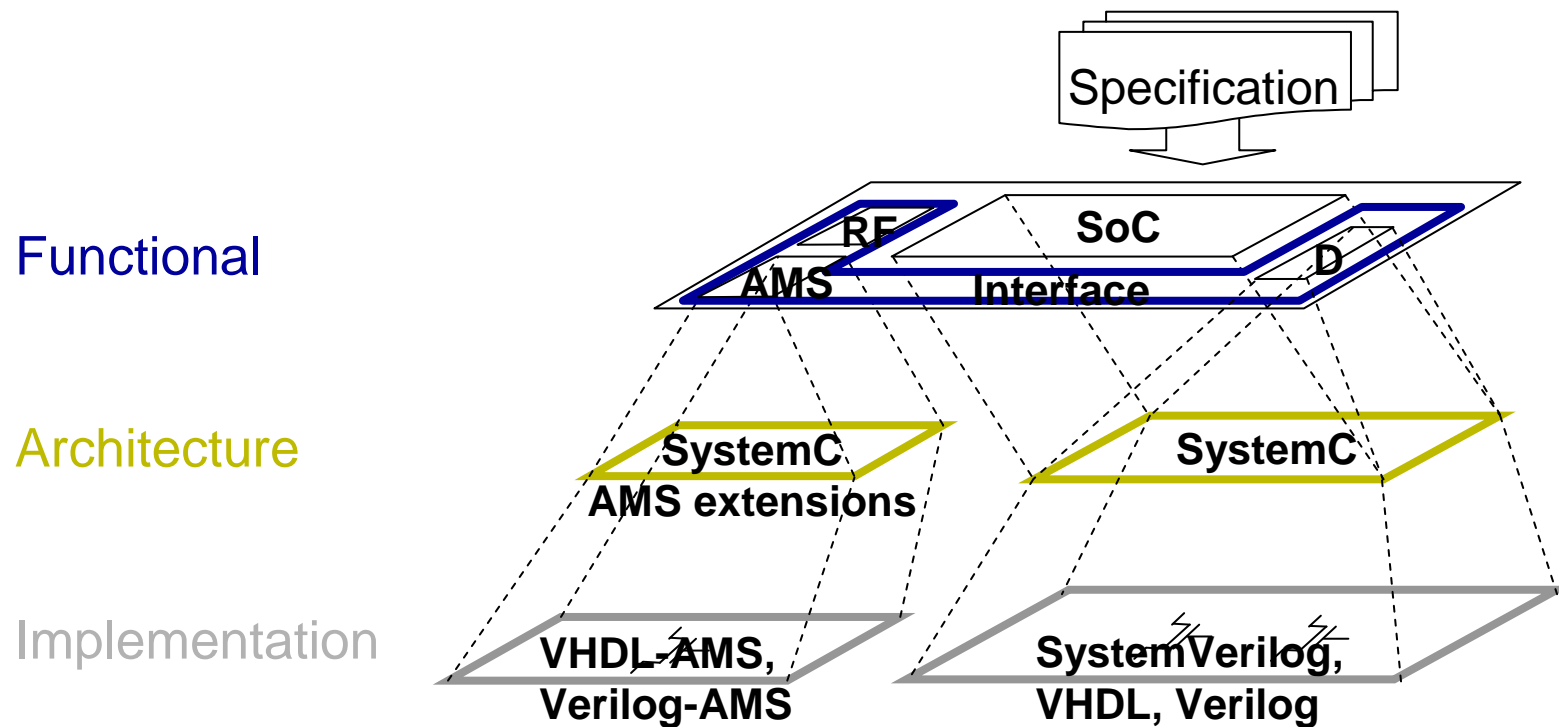 Specification
Functional
RF
SoC
D
AMS
Interface
Architecture
SystemC
AMS extensions
SystemC
Implementation
VHDL-AMS,
Verilog-AMS
SystemVerilog,
VHDL, Verilog